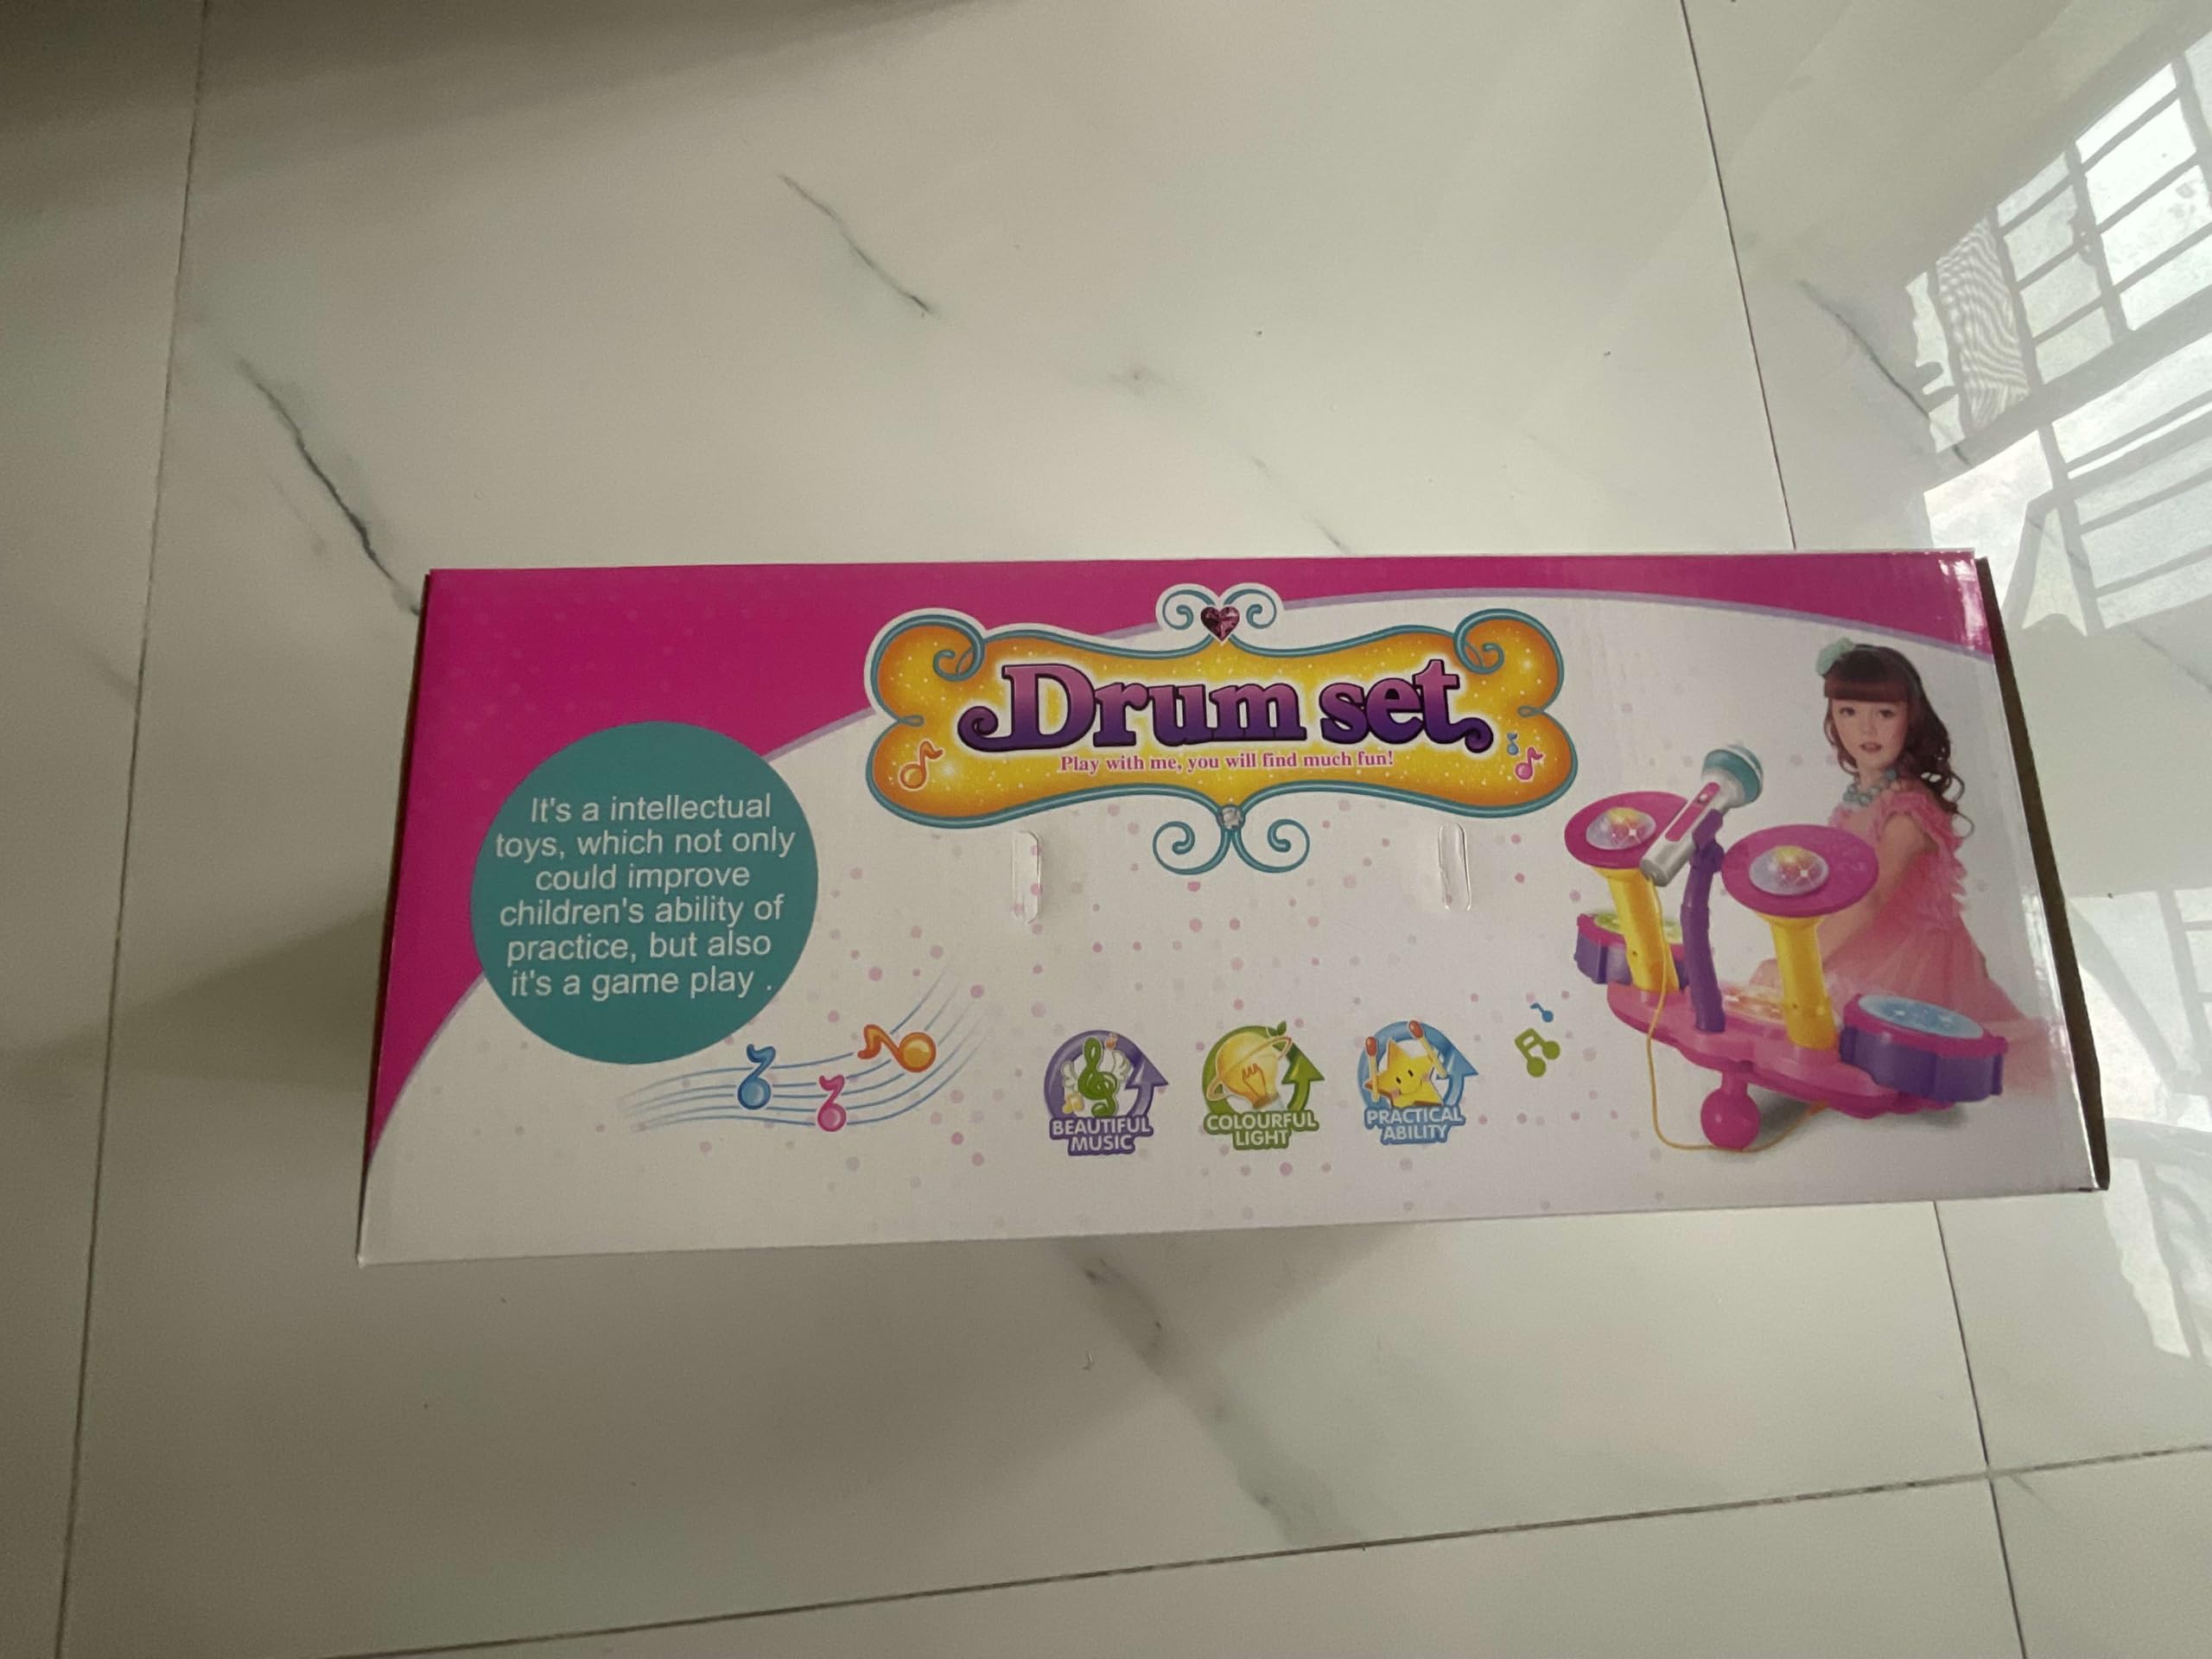 Drum set
Play with me, you will find much fun!
It's a intellectual
toys, which not only
could improve
children's ability of
practice, but also
it's a game play .
BEAUTIFUL
MUSIC
COLOURFUL
LIGHT
PRACTICAL
ABILITY